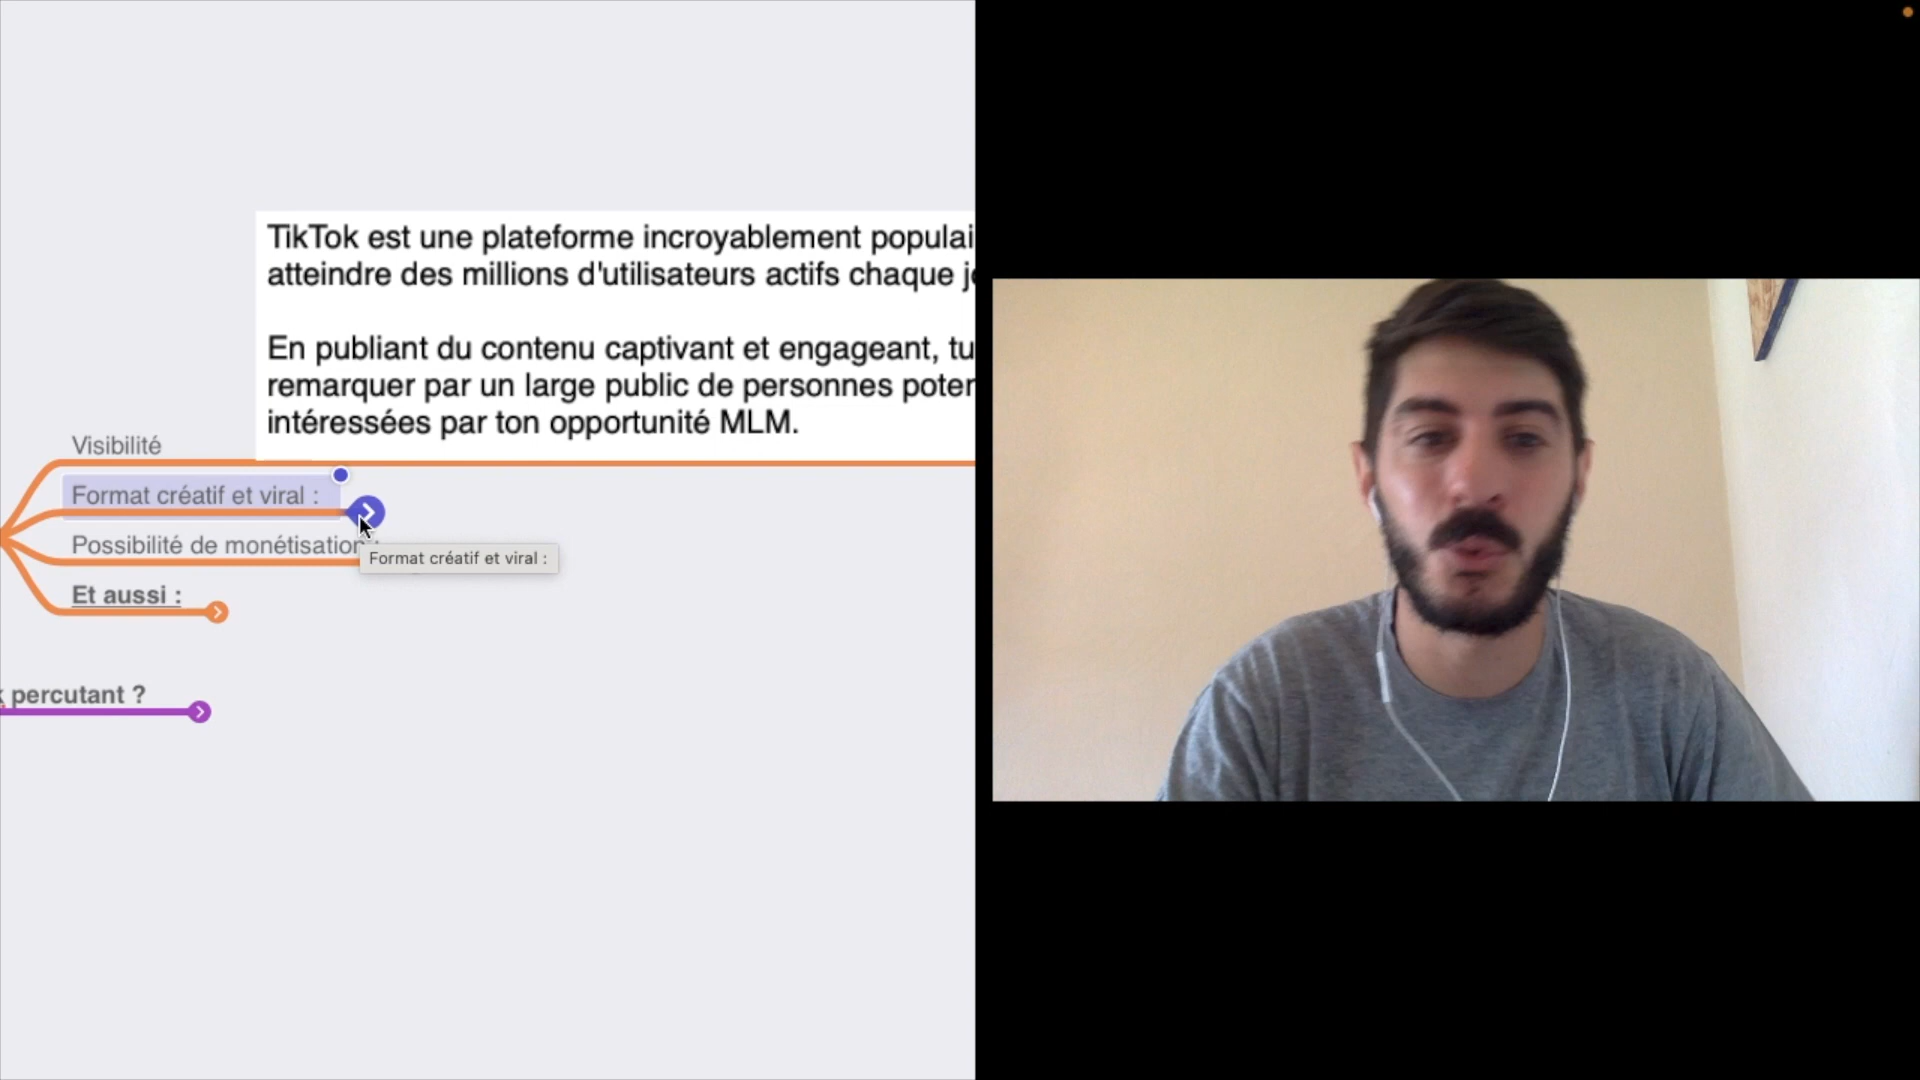 TikTok est une plateforme incroyablement populai
atteindre des millions d'utilisateurs actifs chaque jo
En publiant du contenu captivant et engageant, tu
remarquer par un large public de personnes poten
intéressées par ton opportunité MLM.
Visibilité
Format créatif et viral :
Possibilité de monétisation :
Format créatif et viral :
Et aussi :
k percutant ?